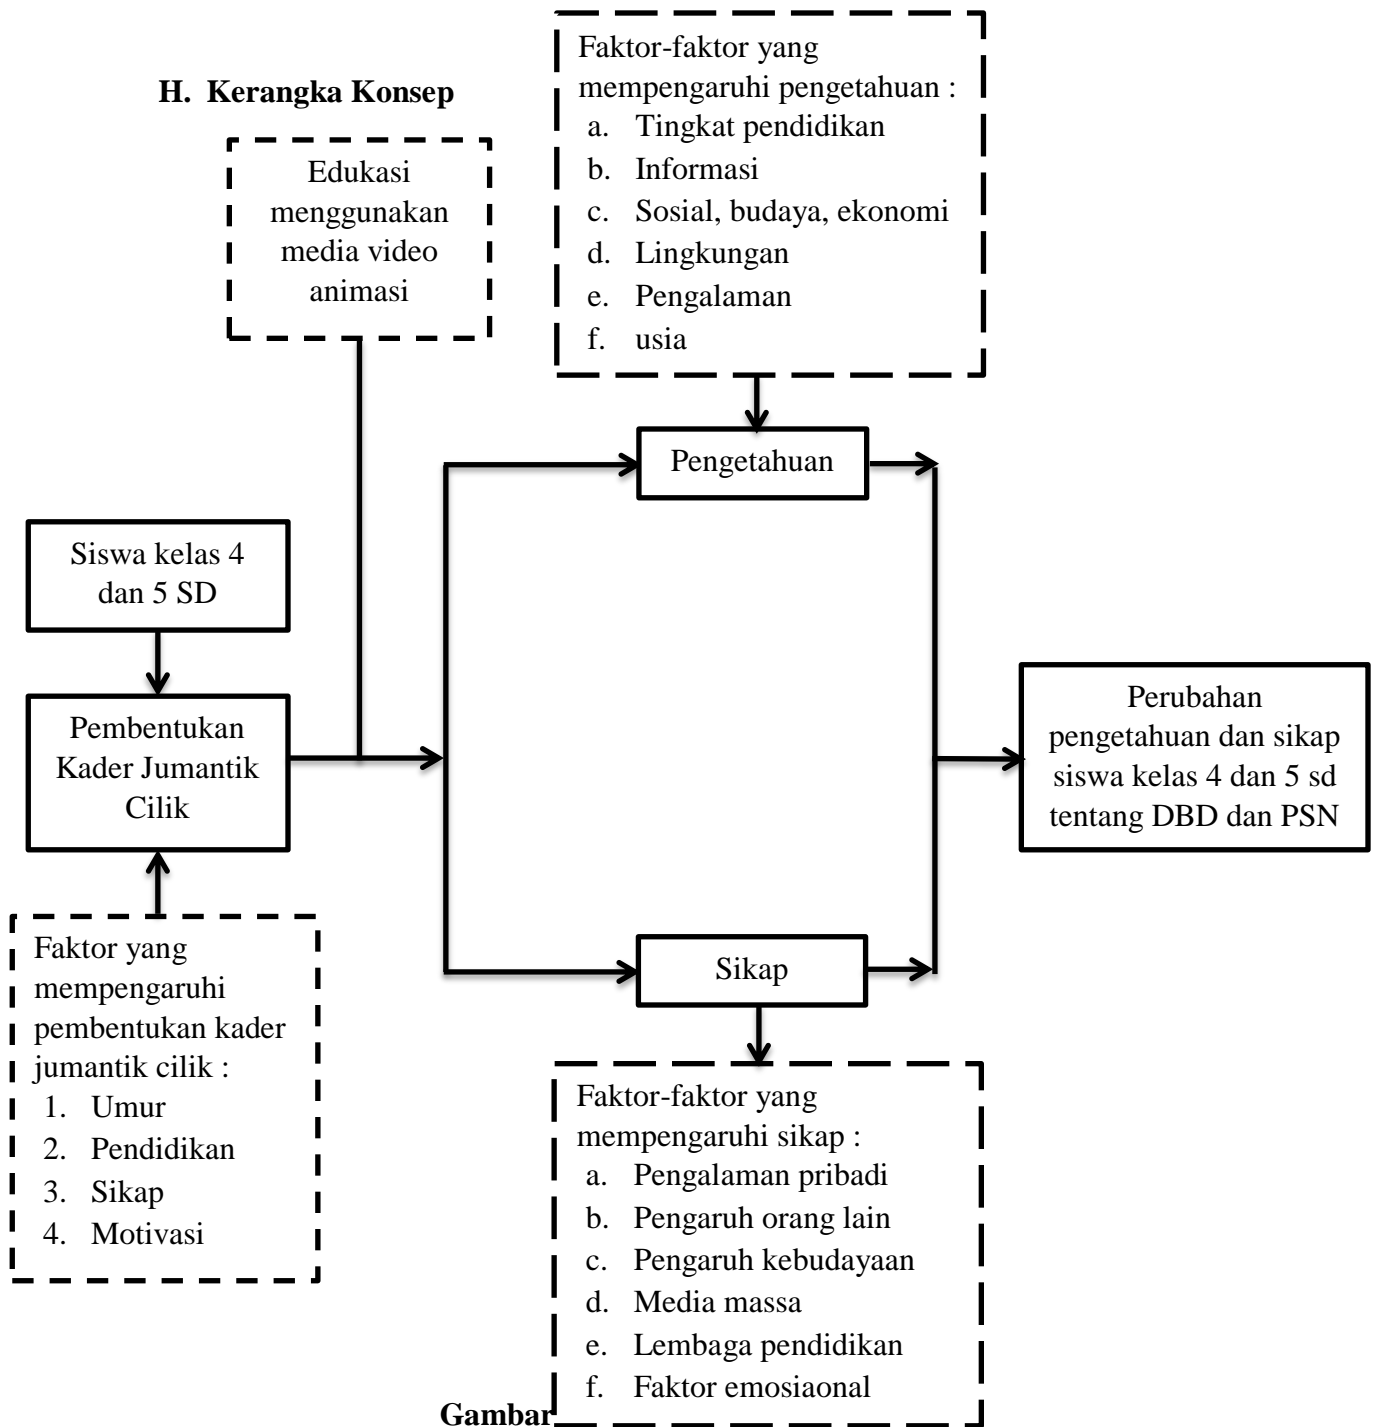 H. Kerangka Konsep
Edukasi
menggunakan
media video
animasi
Faktor-faktor yang
mempengaruhi pengetahuan :
a. Tingkat pendidikan
b. Informasi
c. Sosial, budaya, ekonomi
d. Lingkungan
e. Pengalaman
f. usia
Pengetahuan
Siswa kelas 4
dan 5 SD
Pembentukan
Kader Jumantik
Cilik
Perubahan
pengetahuan dan sikap
siswa kelas 4 dan 5 sd
tentang DBD dan PSN
Faktor yang
mempengaruhi
pembentukan kader
jumantik cilik :
1. Umur
2. Pendidikan
3. Sikap
4. Motivasi
Sikap
Faktor-faktor yang
mempengaruhi sikap :
a. Pengalaman pribadi
b. Pengaruh orang lain
c. Pengaruh kebudayaan
d. Media massa
e. Lembaga pendidikan
f. Faktor emosiaonal
Gambar